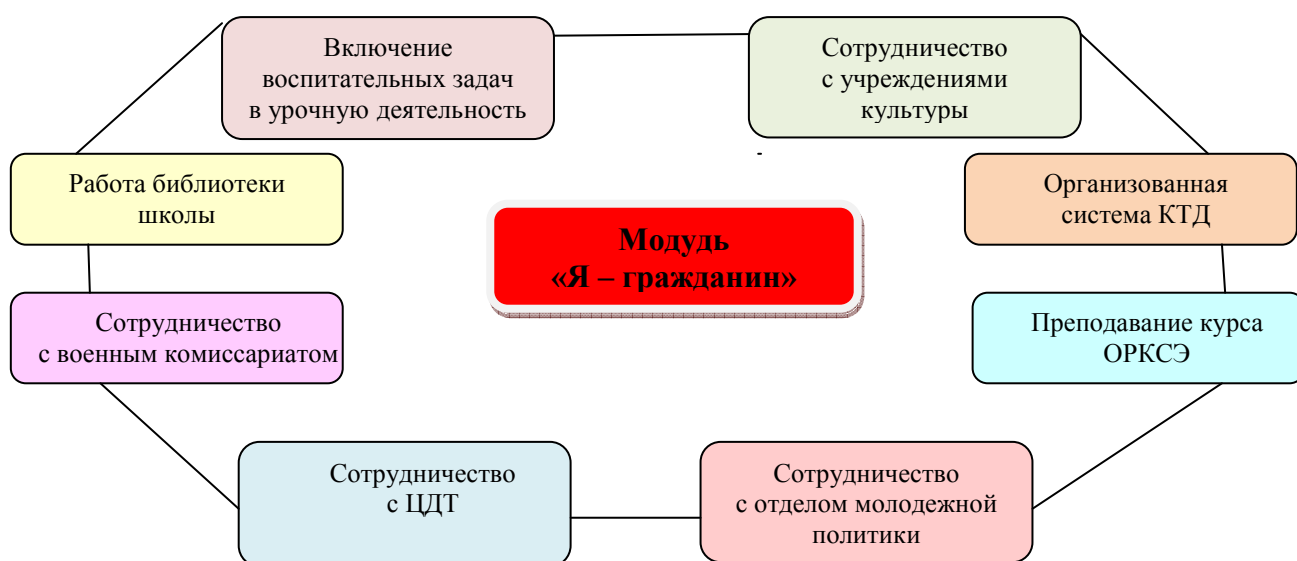 Включение
воспитательных задач
в урочную деятельность
Сотрудничество
с учреждениями
культуры
Работа библиотеки
школы
Организованная
система КТД
Модудь
«Я – гражданин»
Сотрудничество
с военным комиссариатом
Преподавание курса
ОРКСЭ
Сотрудничество
с ЦДТ
Сотрудничество
с отделом молодежной
политики